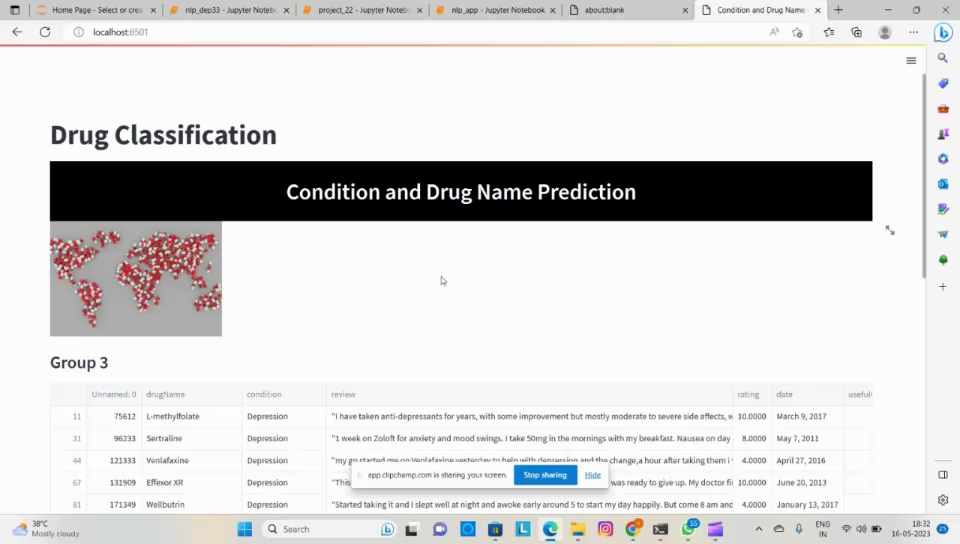 Home Page - Select or crea
nlp_dep33 - Jupyter Notebo
project_22 - Jupyter Notebook
nlp_app - Jupyter Notebook
about:blank
Condition and Drug Name
localhost:8501
Drug Classification
Condition and Drug Name Prediction
Group 3
Unnamed: 0 drugName condition review rating date useful
11 75612 L-methylfolate Depression "I have taken anti-depressants for years, with some improvement but mostly moderate to severe side affects, w 10.0000 March 9, 2017
31 96233 Sertraline Depression "1 week on Zoloft for anxiety and mood swings. I take 50mg in the mornings with my breakfast. Nausea on day 8.0000 May 7, 2011
44 121333 Venlafaxine Depression "my gp started me on Venlafaxine yesterday to help with depression and the change,a hour after taking them i 4.0000 April 27, 2016
67 131909 Effexor XR Depression "This was ready to give up. My doctor fi 10.0000 June 20, 2013
81 171349 Wellbutrin Depression "Started taking it and i slept well at night and awoke early around 5 to start my day happily. But come 8 am and 4.0000 January 13, 2017
app.clipchamp.com is sharing your screen. Stop sharing Hide
38°C
Mostly cloudy
Search
55
ENG
IN
18:32
16-05-2023
25